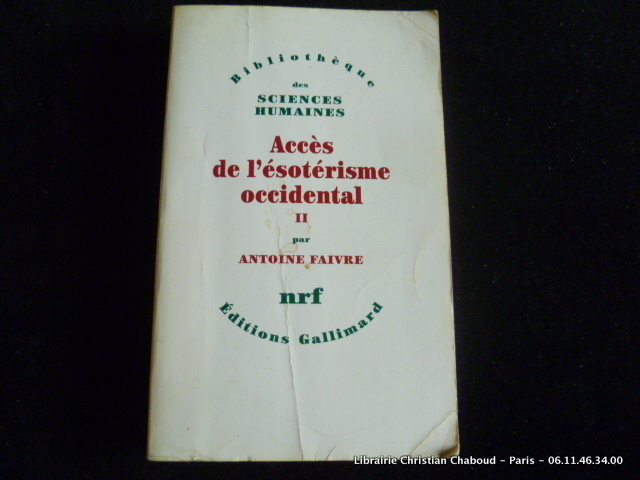 Bibliothèque
des
SCIENCES
HUMAINES
Accès
de l'ésotérisme
occidental
II
par
ANTOINE FAIVRE
nrf
Éditions Gallimard
Librairie Christian Chaboud - Paris - 06.11.46.34.00